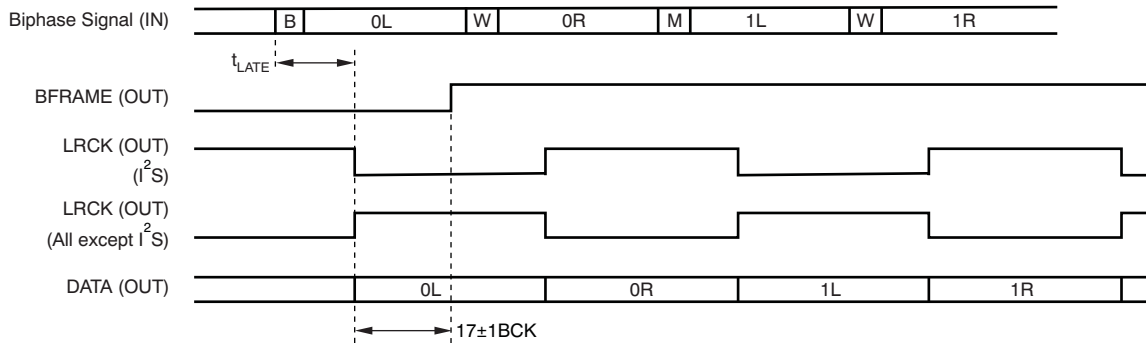 Biphase Signal (IN) B 0L W 0R M 1L W 1R
tLATE
BFRAME (OUT)
LRCK (OUT)
(I²S)
LRCK (OUT)
(All except I²S)
DATA (OUT) 0L 0R 1L 1R
17±1BCK